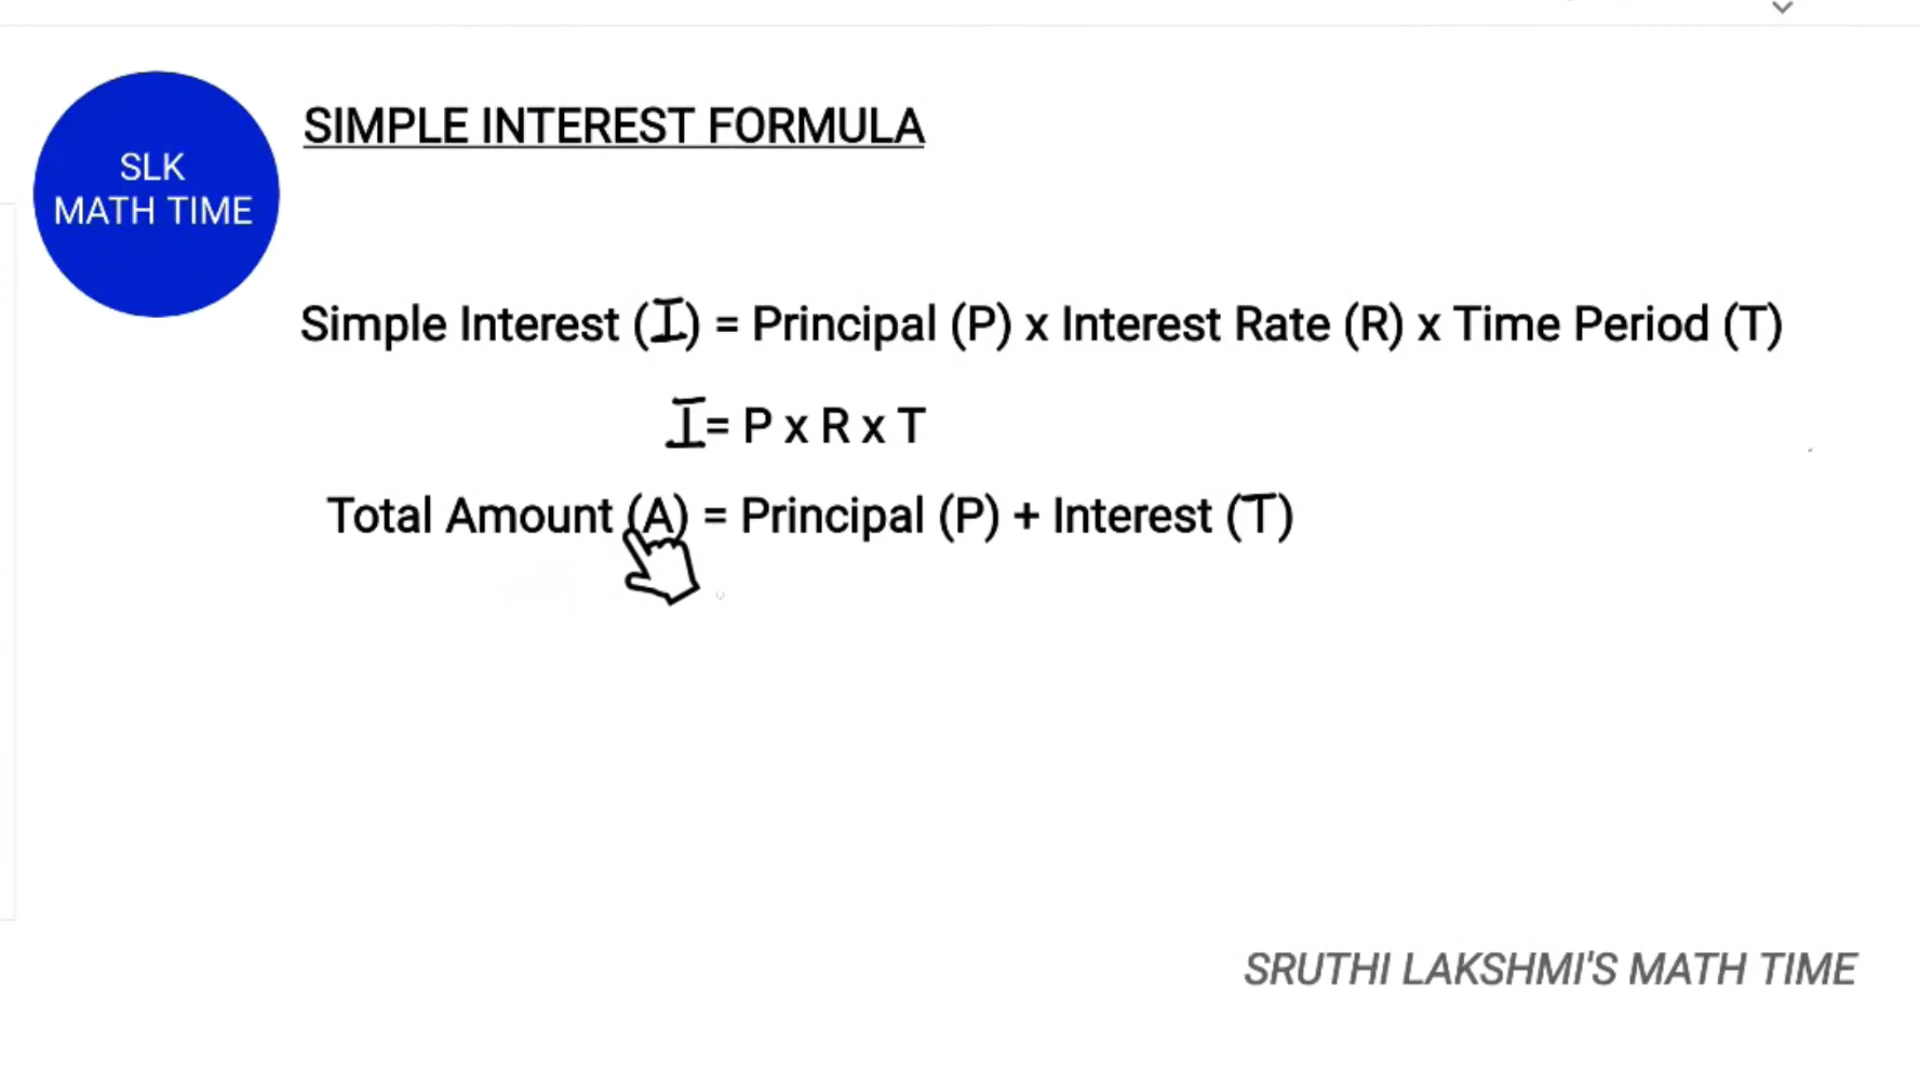 SLK
MATH TIME
SIMPLE INTEREST FORMULA
Simple Interest (I) = Principal (P) x Interest Rate (R) x Time Period (T)
I = P x R x T
Total Amount (A) = Principal (P) + Interest (T)
SRUTHI LAKSHMI'S MATH TIME